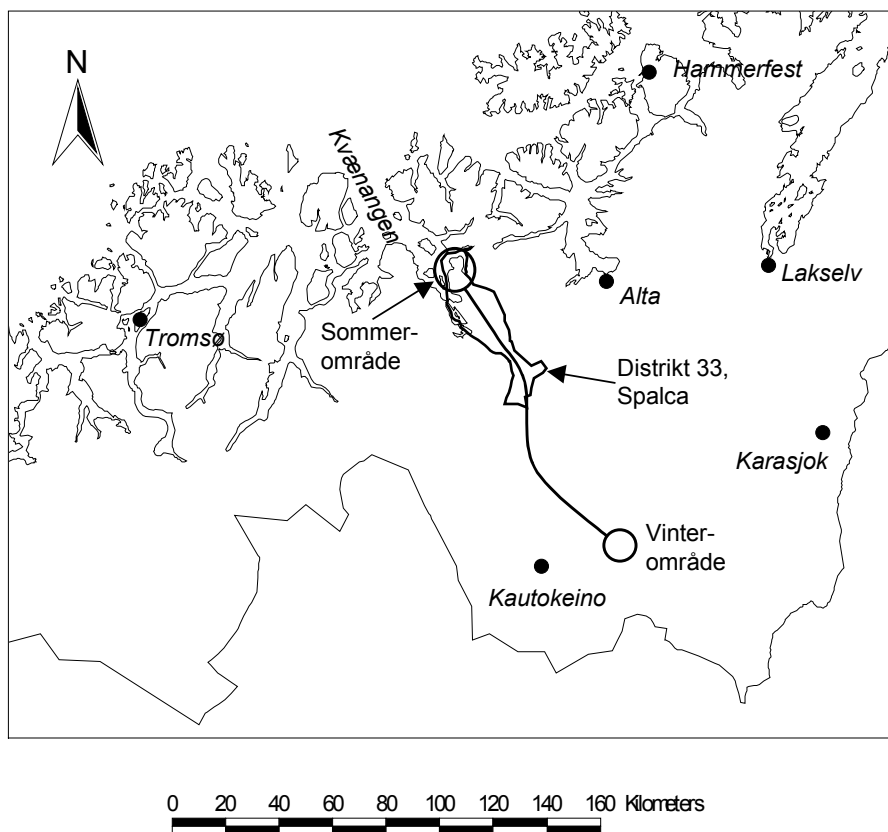 N
Hammerfest
Kvænangen
Lakselv
Alta
Tromsø
Sommer-
område
Distrikt 33,
Spalca
Karasjok
Vinter-
område
Kautokeino
0 20 40 60 80 100 120 140 160 Kilometers